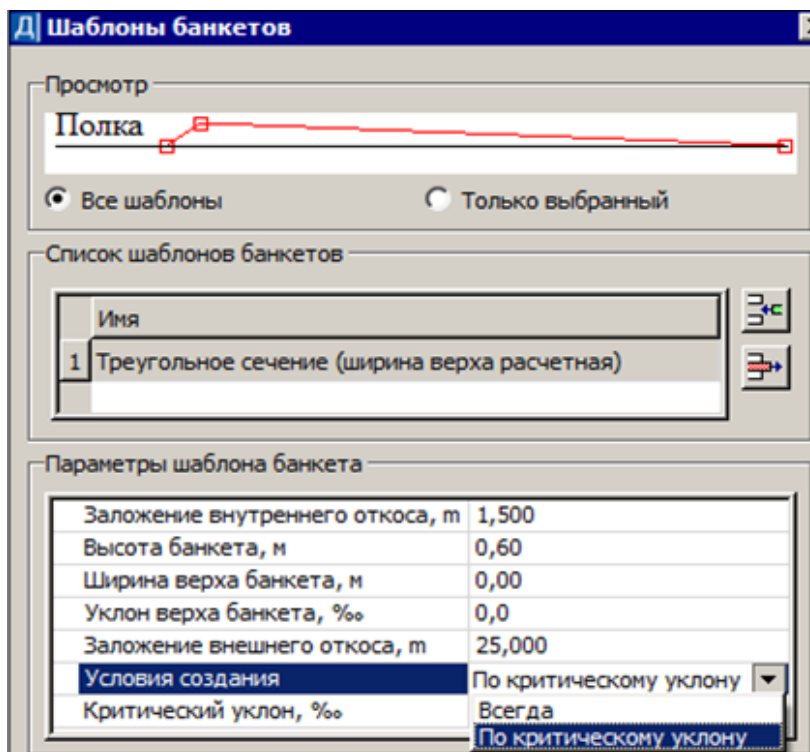 Д Шаблоны банкетов
Просмотр
Полка
Все шаблоны Только выбранный
Список шаблонов банкетов
Имя
1 Треугольное сечение (ширина верха расчетная)
Параметры шаблона банкета
Заложение внутреннего откоса, m 1,500
Высота банкета, м 0,60
Ширина верха банкета, м 0,00
Уклон верха банкета, ‰ 0,0
Заложение внешнего откоса, m 25,000
Условия создания По критическому уклону
Критический уклон, ‰ Всегда
По критическому уклону